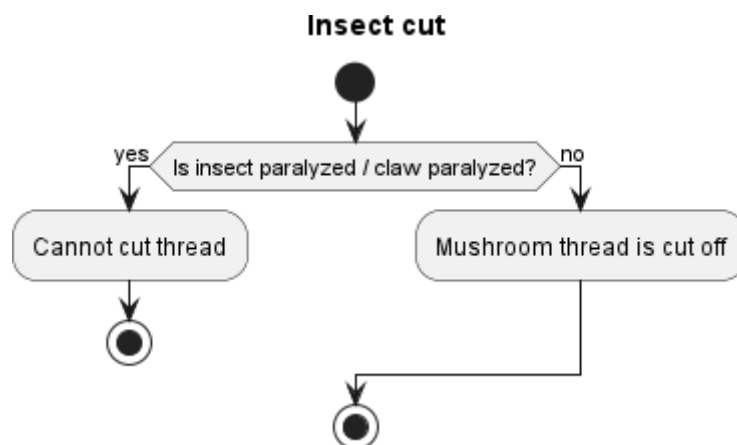 Insect cut
yes
Is insect paralyzed / claw paralyzed?
no
Cannot cut thread
Mushroom thread is cut off